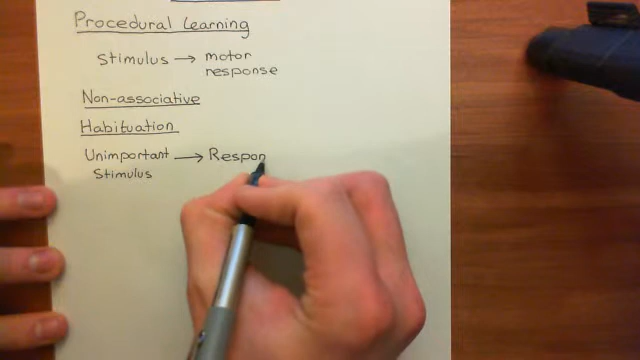 Procedural Learning
Stimulus → motor
response
Non-associative
Habituation
Unimportant → Respon
Stimulus